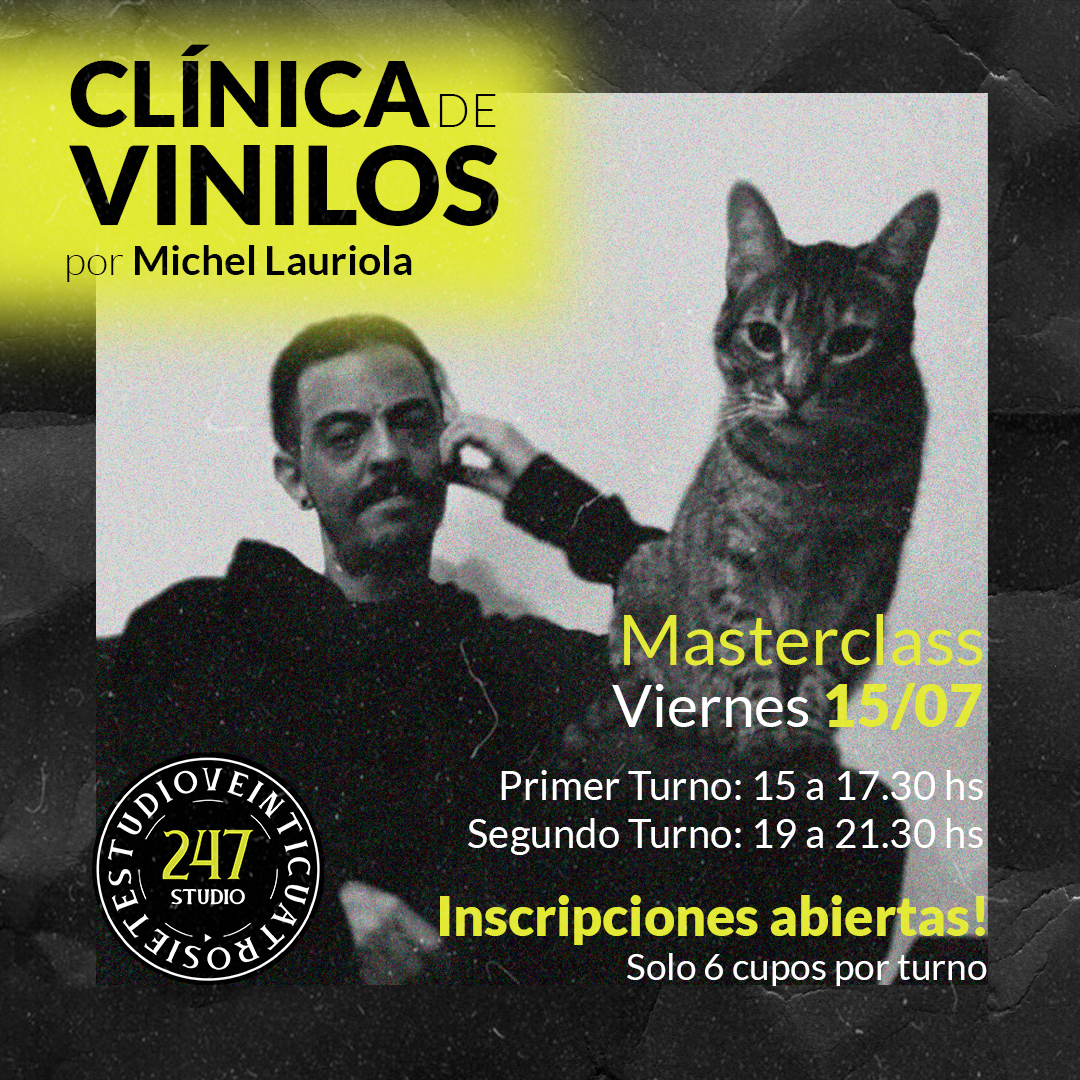 CLÍNICA DE
VINILOS
por Michel Lauriola
Masterclass
Viernes 15/07
Primer Turno: 15 a 17.30 hs
Segundo Turno: 19 a 21.30 hs
Inscripciones abiertas!
Solo 6 cupos por turno
ESTUDIOVEINTICUATROSIETE
247
STUDIO